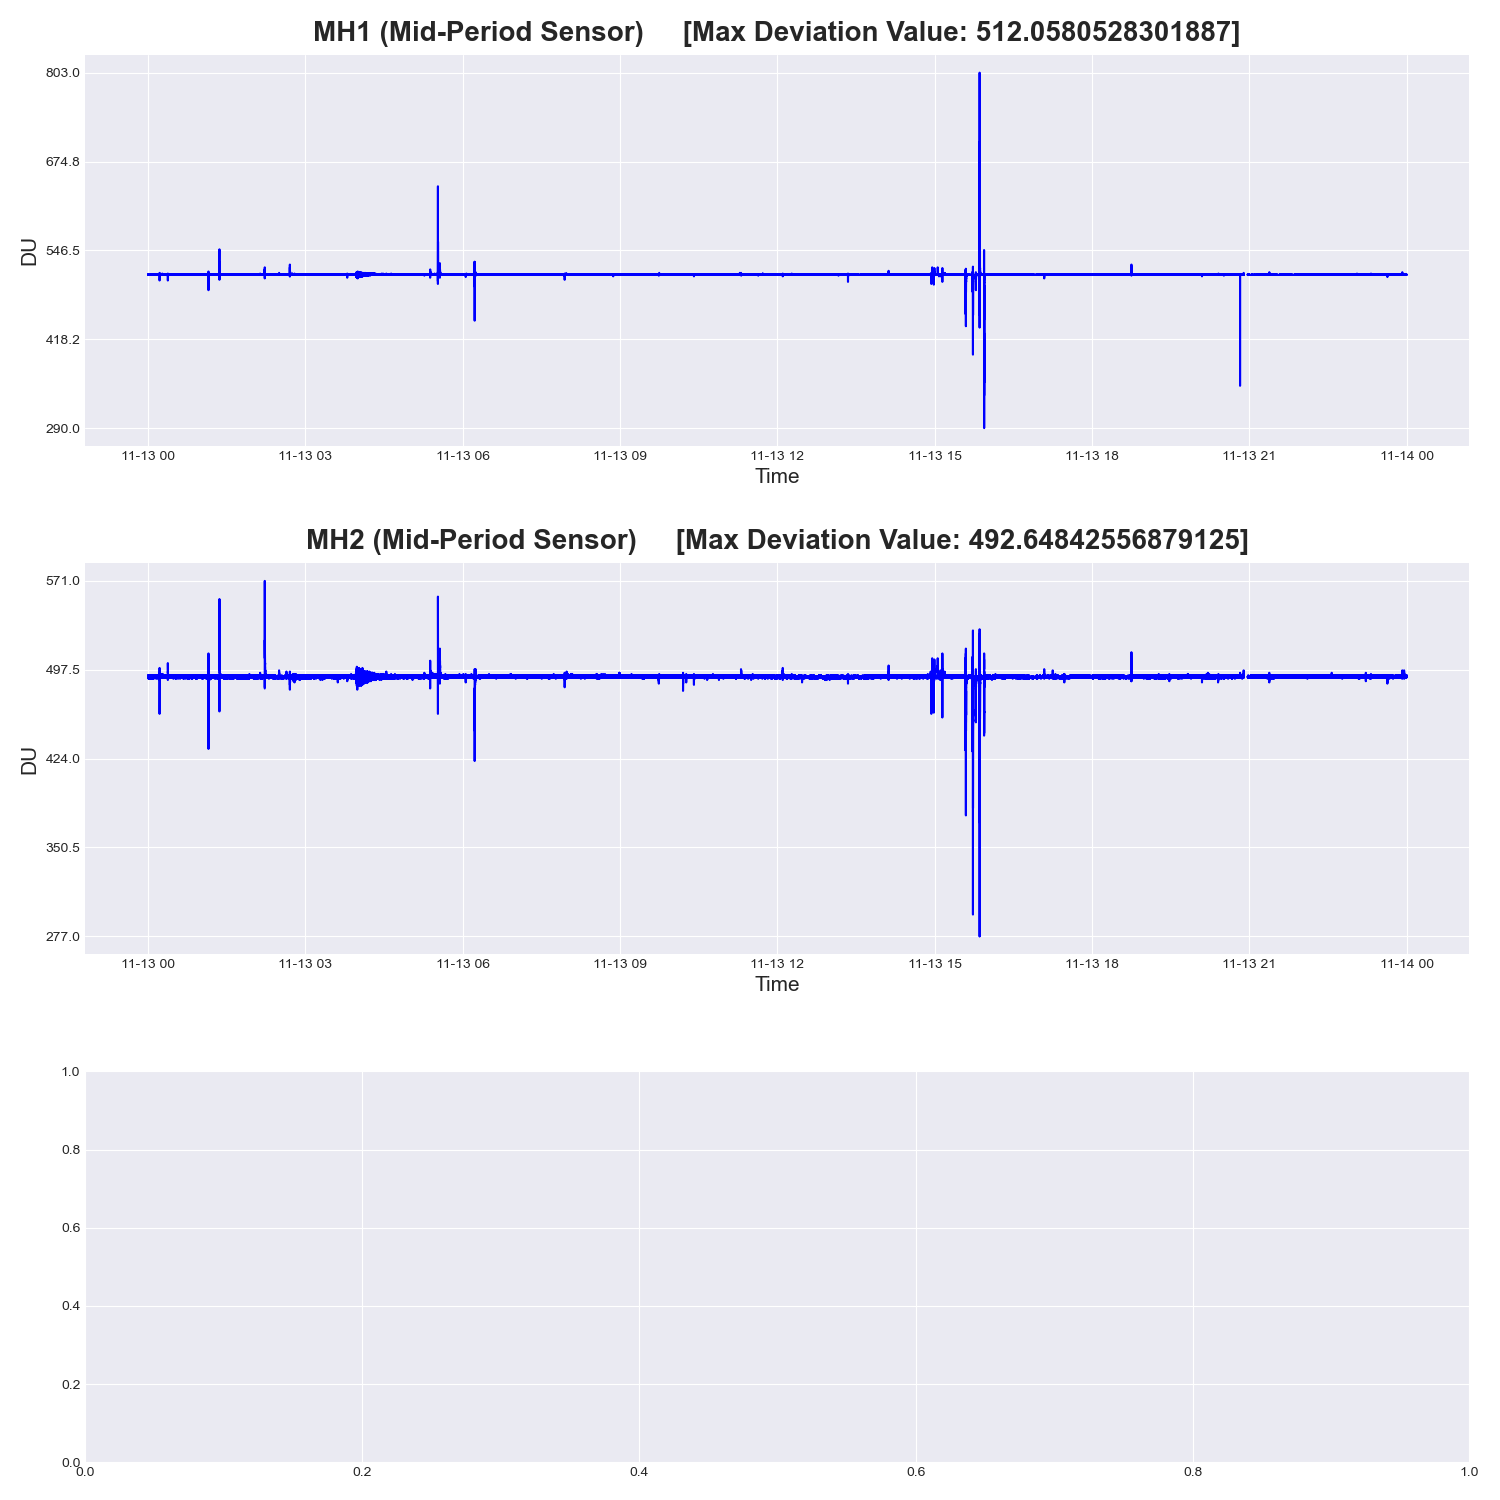 MH1 (Mid-Period Sensor) [Max Deviation Value: 512.0580528301887]
803.0
674.8
546.5
418.2
290.0
DU
11-13 00 11-13 03 11-13 06 11-13 09 11-13 12 11-13 15 11-13 18 11-13 21 11-14 00
Time
MH2 (Mid-Period Sensor) [Max Deviation Value: 492.64842556879125]
571.0
497.5
424.0
350.5
277.0
DU
11-13 00 11-13 03 11-13 06 11-13 09 11-13 12 11-13 15 11-13 18 11-13 21 11-14 00
Time
1.0
0.8
0.6
0.4
0.2
0.0
0.0 0.2 0.4 0.6 0.8 1.0